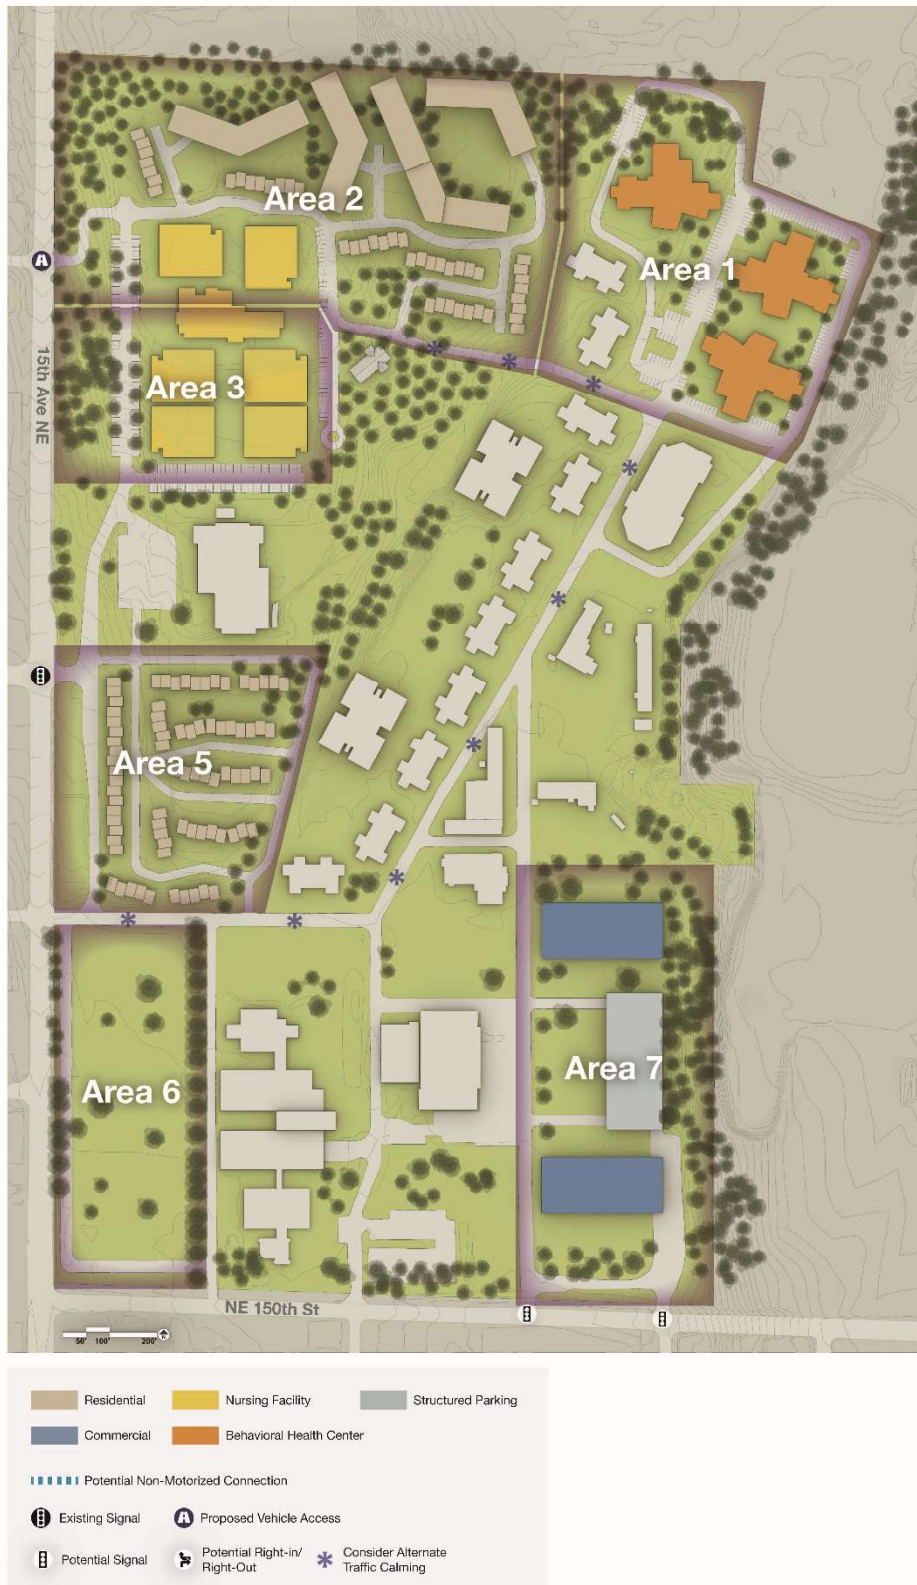 Area 2
Area 1
A
15th Ave NE
Area 3
Area 5
Area 6
Area 7
NE 150th St
50' 100' 200'
N
Residential
Nursing Facility
Structured Parking
Commercial
Behavioral Health Center
Potential Non-Motorized Connection
Existing Signal
A Proposed Vehicle Access
Potential Signal
Potential Right-in/
Right-Out
Consider Alternate
Traffic Calming